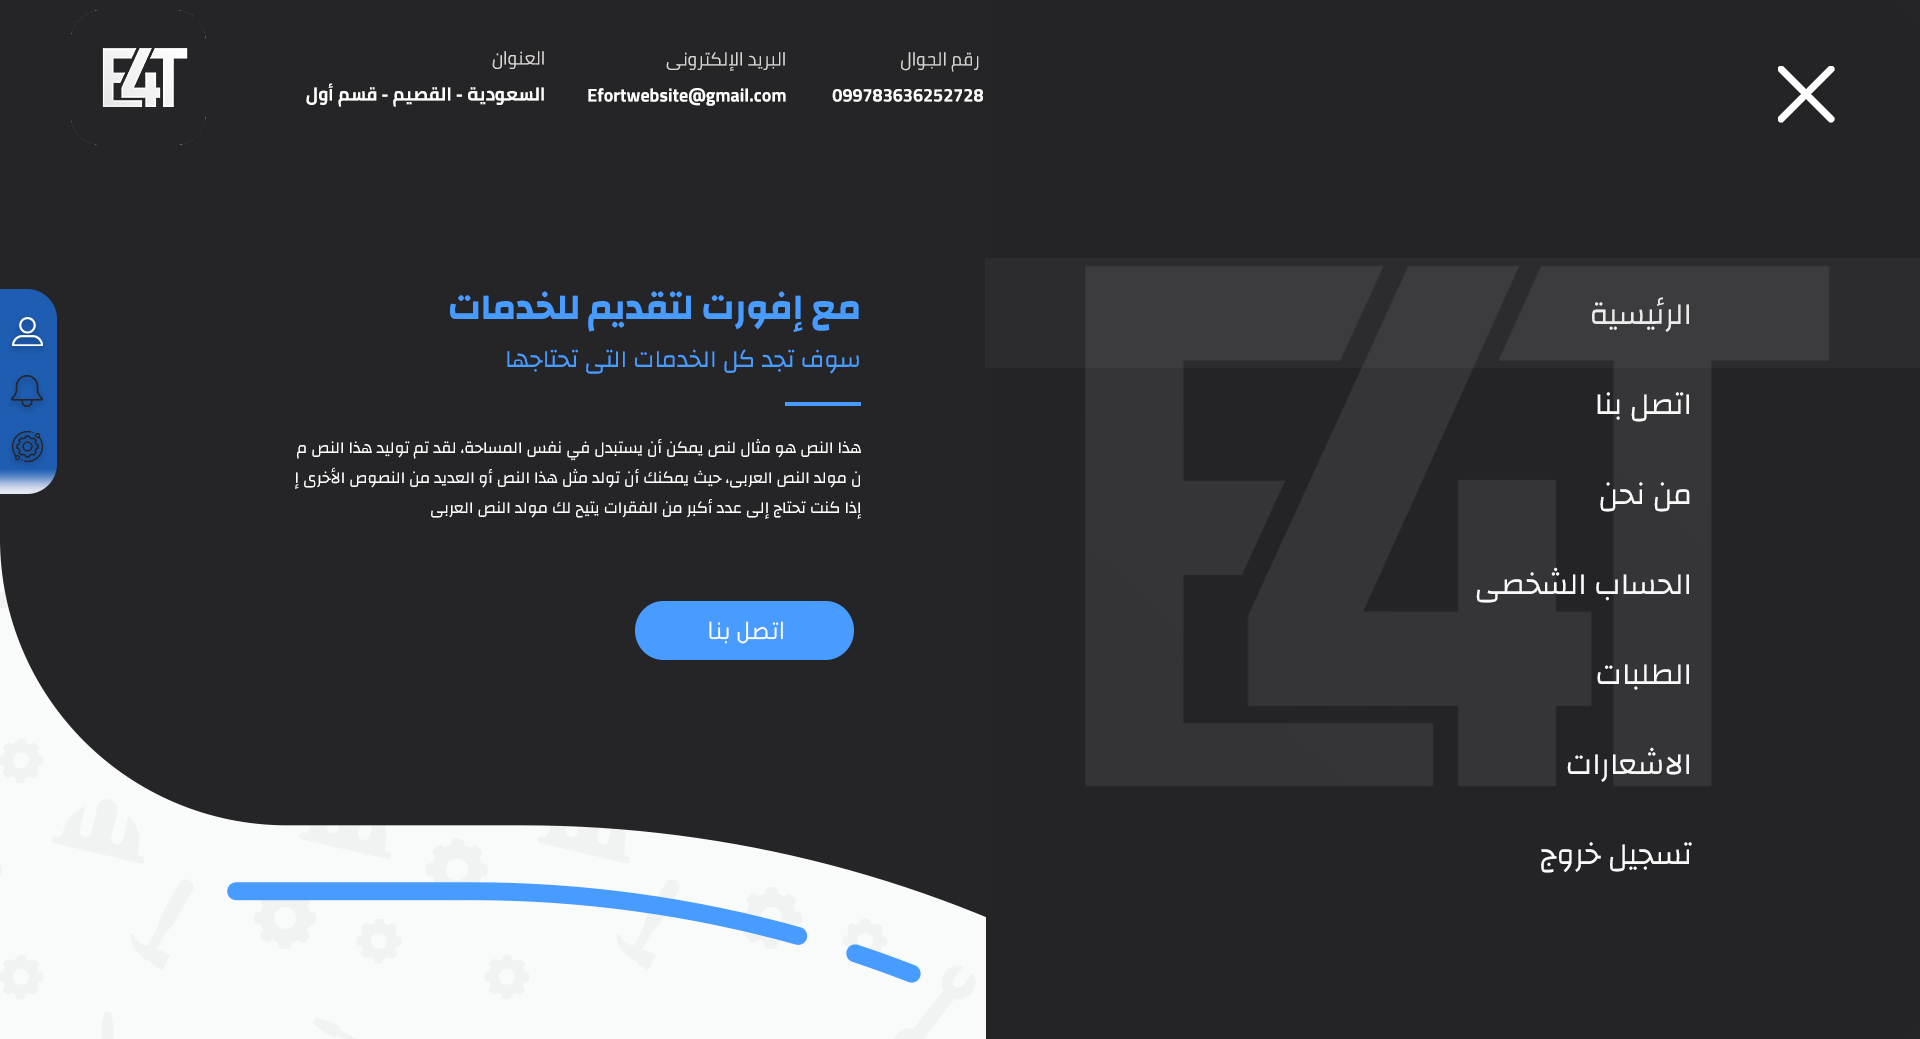 رقم الجوال
099783636252728
البريد الإلكترونى
Efortwebsite@gmail.com
العنوان
السعودية - القصيم - قسم أول
E4T
الرئيسية
اتصل بنا
من نحن
الحساب الشخصى
الطلبات
الاشعارات
تسجيل خروج
E4T
مع إفورت لتقديم للخدمات
سوف تجد كل الخدمات التى تحتاجها
هذا النص هو مثال لنص يمكن أن يستبدل في نفس المساحة، لقد تم توليد هذا النص م
ن مولد النص العربى، حيث يمكنك أن تولد مثل هذا النص أو العديد من النصوص الأخرى إ
إذا كنت تحتاج إلى عدد أكبر من الفقرات يتيح لك مولد النص العربى
اتصل بنا